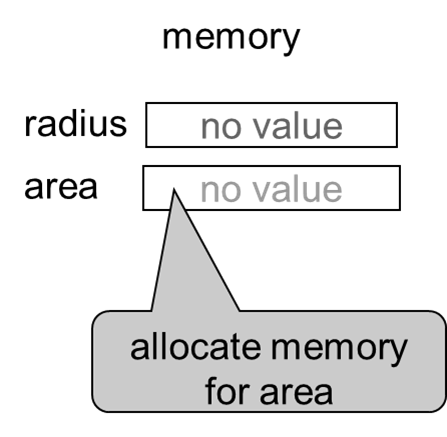 memory
radius no value
area no value
allocate memory
for area